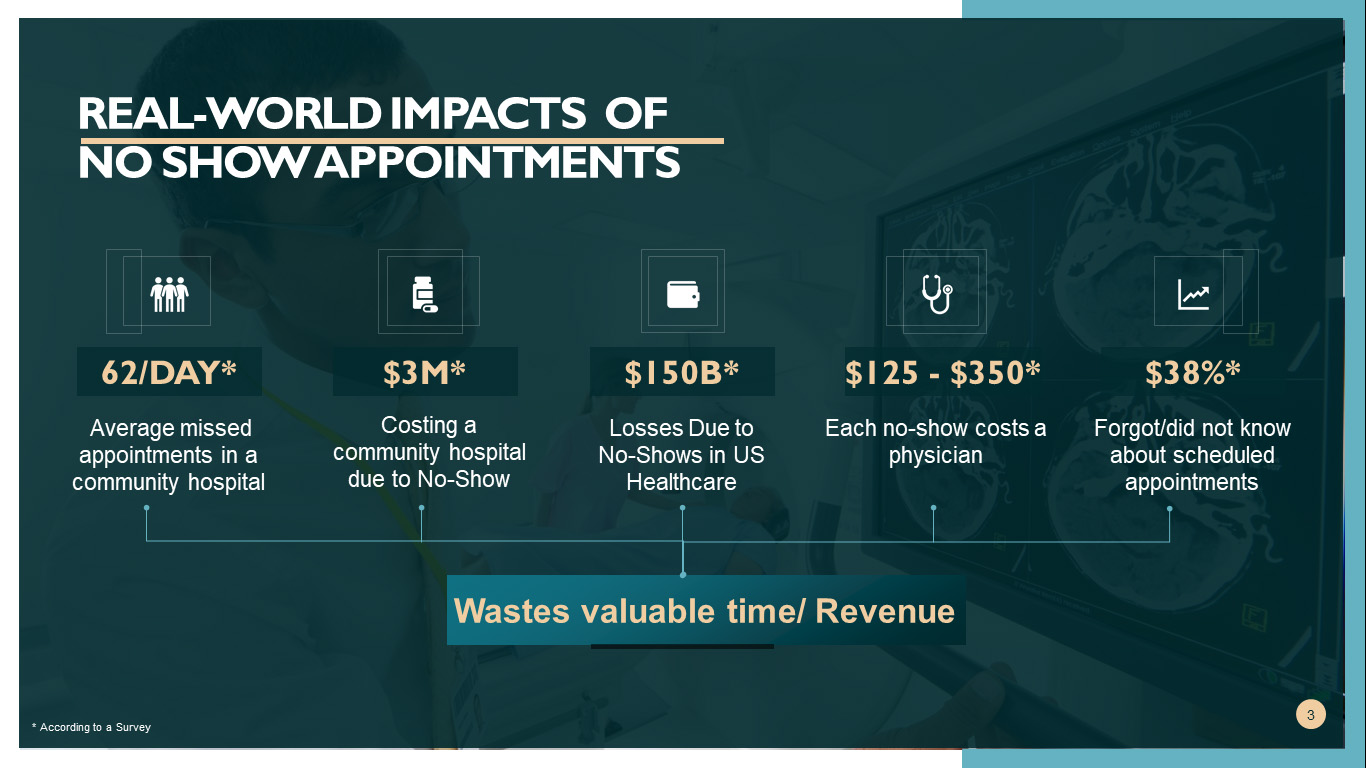 REAL-WORLD IMPACTS OF
NO SHOW APPOINTMENTS
62/DAY*
Average missed
appointments in a
community hospital
$3M*
Costing a
community hospital
due to No-Show
$150B*
Losses Due to
No-Shows in US
Healthcare
$125 - $350*
Each no-show costs a
physician
$38%*
Forgot/did not know
about scheduled
appointments
Wastes valuable time/ Revenue
* According to a Survey
3